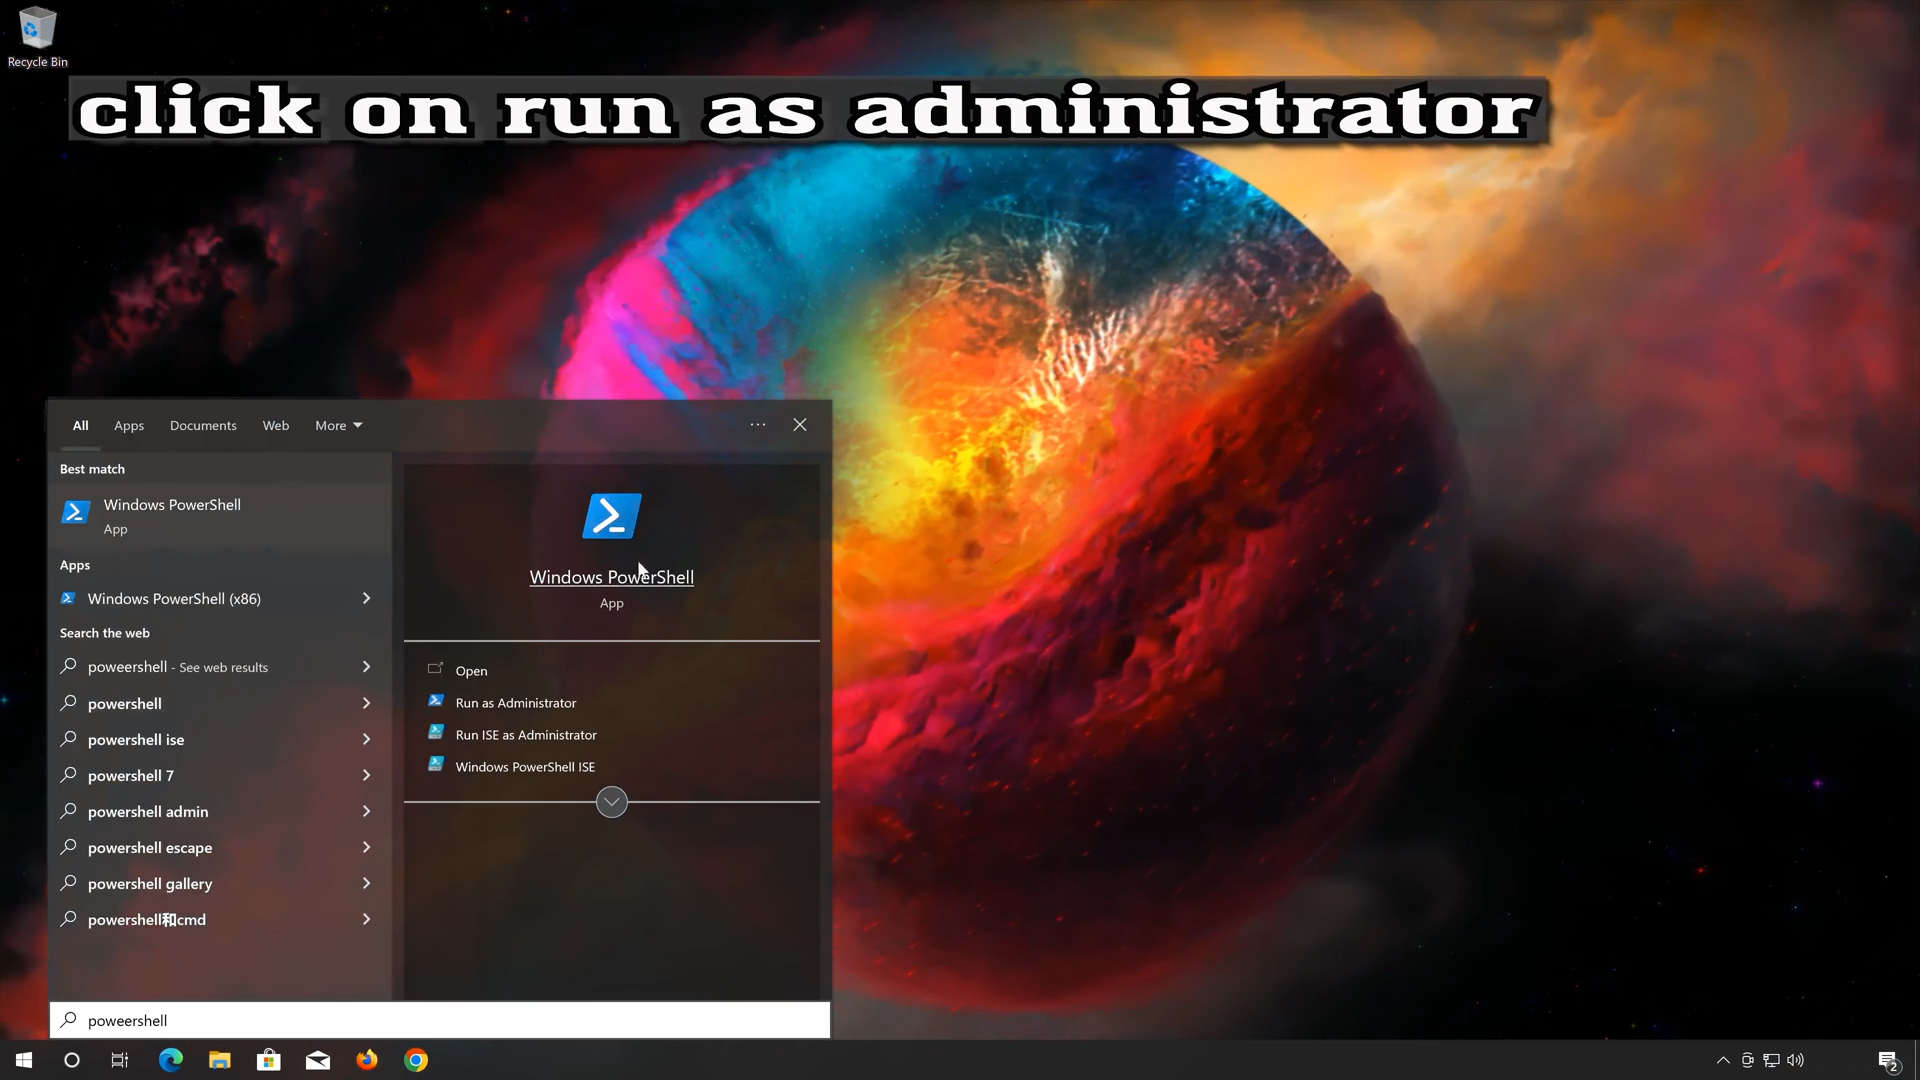 Recycle Bin
click on run as administrator
All Apps Documents Web More
Best match
Windows PowerShell
App
Apps
Windows PowerShell (x86)
Search the web
poweershell - See web results
powershell
powershell ise
powershell 7
powershell admin
powershell escape
powershell gallery
powershell和cmd
Windows PowerShell
App
Open
Run as Administrator
Run ISE as Administrator
Windows PowerShell ISE
poweershell
2